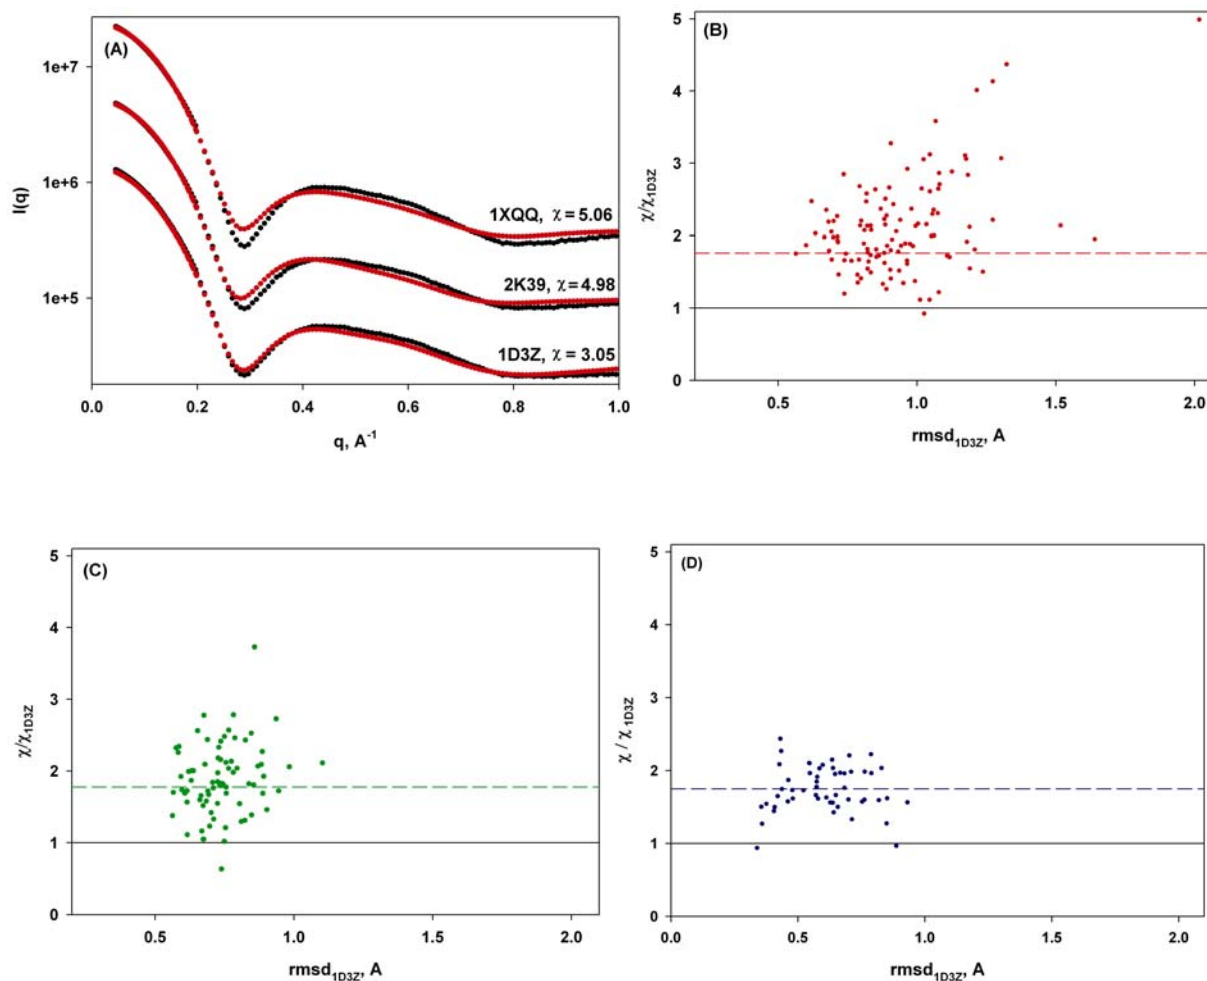 (A)
1e+7
1e+6
1e+5
I(q)
1XQQ, χ = 5.06
2K39, χ = 4.98
1D3Z, χ = 3.05
0.0 0.2 0.4 0.6 0.8 1.0
q, A⁻¹
(B)
5
4
3
2
1
0
χ/χ1D3Z
0.5 1.0 1.5 2.0
rmsd1D3Z, A
(C)
5
4
3
2
1
0
χ/χ1D3Z
0.5 1.0 1.5 2.0
rmsd1D3Z, A
(D)
5
4
3
2
1
0
χ / χ 1D3Z
0.0 0.5 1.0 1.5 2.0
rmsd1D3Z, A